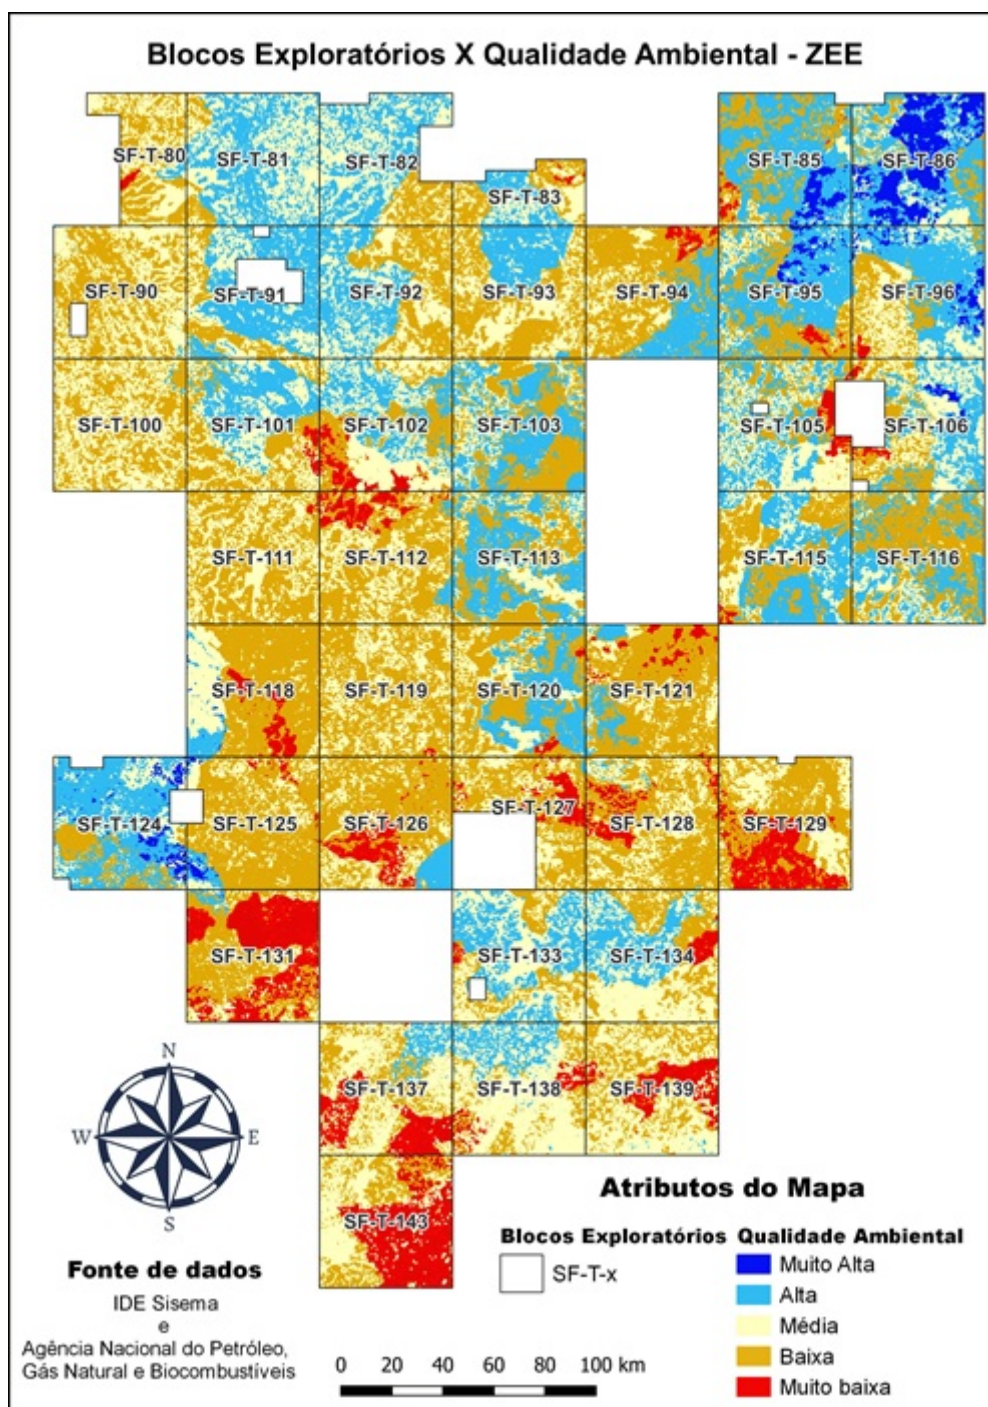 Blocos Exploratórios X Qualidade Ambiental - ZEE
SF-T-80
SF-T-81
SF-T-82
SF-T-83
SF-T-85
SF-T-86
SF-T-90
SF-T-91
SF-T-92
SF-T-93
SF-T-94
SF-T-95
SF-T-96
SF-T-100
SF-T-101
SF-T-102
SF-T-103
SF-T-105
SF-T-106
SF-T-111
SF-T-112
SF-T-113
SF-T-115
SF-T-116
SF-T-118
SF-T-119
SF-T-120
SF-T-121
SF-T-124
SF-T-125
SF-T-126
SF-T-127
SF-T-128
SF-T-129
SF-T-131
SF-T-133
SF-T-134
SF-T-137
SF-T-138
SF-T-139
SF-T-143
N
W
E
S
Fonte de dados
IDE Sisema
e
Agência Nacional do Petróleo,
Gás Natural e Biocombustíveis
Atributos do Mapa
Blocos Exploratórios
SF-T-x
Qualidade Ambiental
Muito Alta
Alta
Média
Baixa
Muito baixa
0 20 40 60 80 100 km